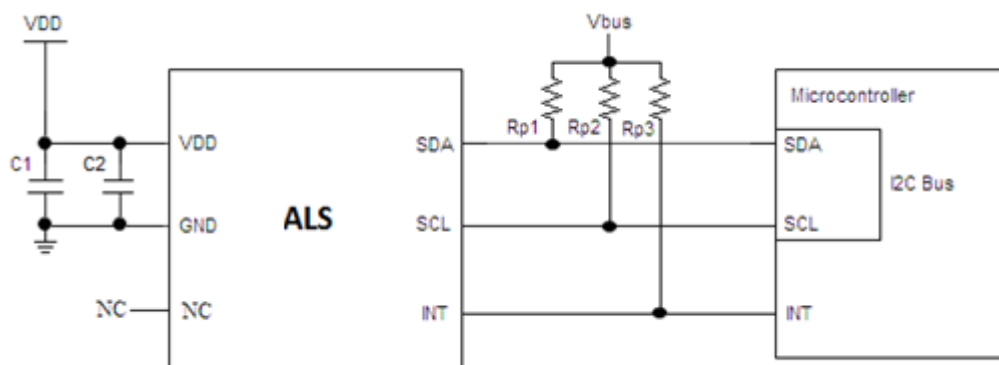 VDD
Vbus
Microcontroller
Rp1
Rp2
Rp3
C1
C2
VDD
SDA
SDA
I2C Bus
GND
ALS
SCL
SCL
NC
NC
INT
INT